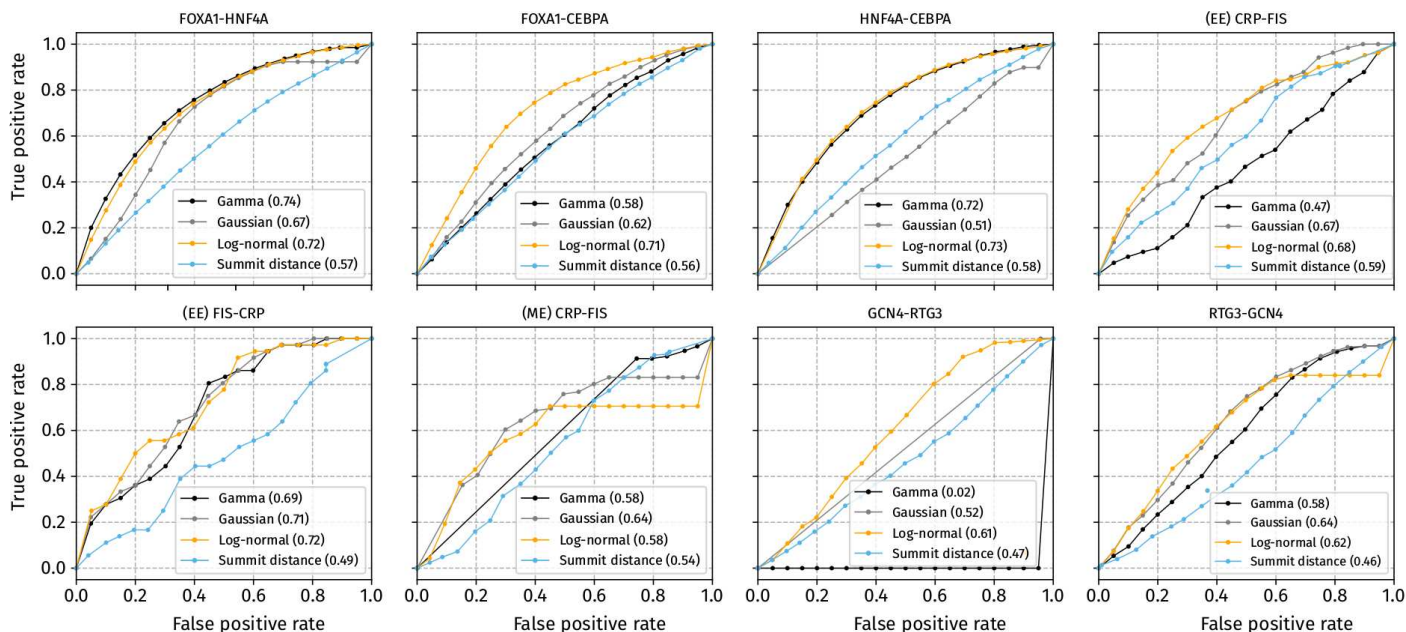 FOXA1-HNF4A
FOXA1-CEBPA
HNF4A-CEBPA
(EE) CRP-FIS
True positive rate
1.0
0.8
0.6
0.4
0.2
0.0
Gamma (0.74)
Gaussian (0.67)
Log-normal (0.72)
Summit distance (0.57)
Gamma (0.58)
Gaussian (0.62)
Log-normal (0.71)
Summit distance (0.56)
Gamma (0.72)
Gaussian (0.51)
Log-normal (0.73)
Summit distance (0.58)
Gamma (0.47)
Gaussian (0.67)
Log-normal (0.68)
Summit distance (0.59)
(EE) FIS-CRP
(ME) CRP-FIS
GCN4-RTG3
RTG3-GCN4
True positive rate
1.0
0.8
0.6
0.4
0.2
0.0
Gamma (0.69)
Gaussian (0.71)
Log-normal (0.72)
Summit distance (0.49)
Gamma (0.58)
Gaussian (0.64)
Log-normal (0.58)
Summit distance (0.54)
Gamma (0.02)
Gaussian (0.52)
Log-normal (0.61)
Summit distance (0.47)
Gamma (0.58)
Gaussian (0.64)
Log-normal (0.62)
Summit distance (0.46)
0.0 0.2 0.4 0.6 0.8 1.0
0.0 0.2 0.4 0.6 0.8 1.0
0.0 0.2 0.4 0.6 0.8 1.0
0.0 0.2 0.4 0.6 0.8 1.0
False positive rate
False positive rate
False positive rate
False positive rate